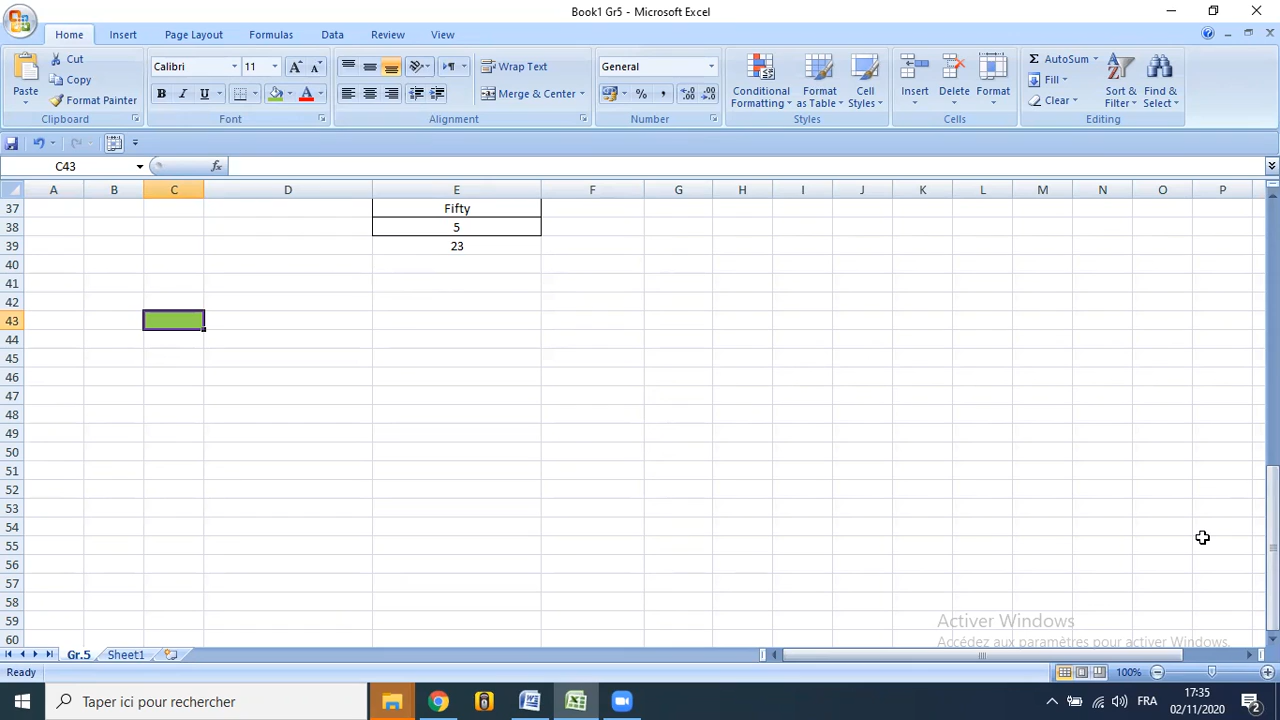 Book1 Gr5 - Microsoft Excel
Home Insert Page Layout Formulas Data Review View
Paste Cut Copy Format Painter Clipboard
Calibri 11 B I U A Font
Wrap Text Merge & Center Alignment
General % , Number
Conditional Formatting Format as Table Cell Styles Styles
Insert Delete Format Cells
AutoSum Fill Clear Sort & Filter Find & Select Editing
C43 fx
A B C D E F G H I J K L M N O P
37 Fifty
38 5
39 23
40
41
42
43
44
45
46
47
48
49
50
51
52
53
54
55
56
57
58
59
60
Activer Windows
Accédez aux paramètres pour activer Windows.
Gr.5 Sheet1
Ready 100%
Taper ici pour rechercher FRA 17:35
02/11/2020 2